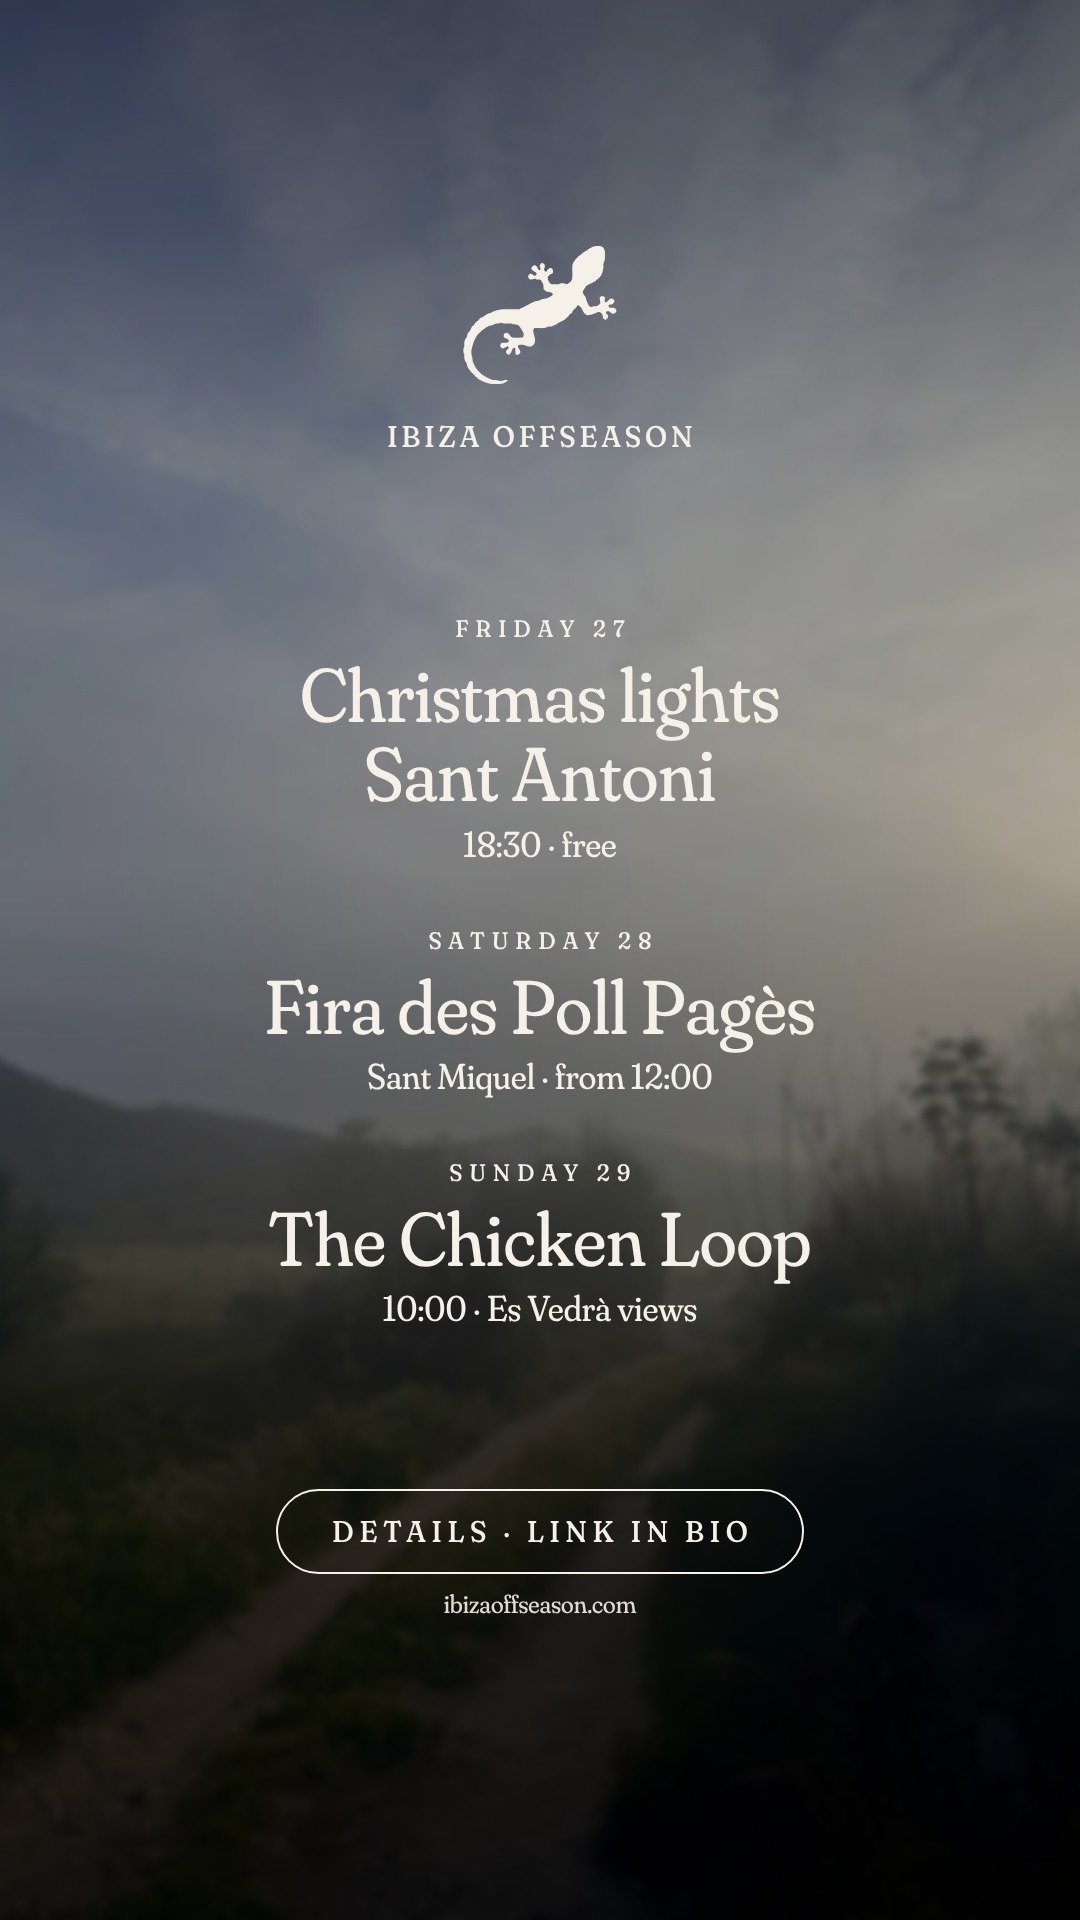 IBIZA OFFSEASON
FRIDAY 27
Christmas lights
Sant Antoni
18:30 · free
SATURDAY 28
Fira des Poll Pagès
Sant Miquel · from 12:00
SUNDAY 29
The Chicken Loop
10:00 · Es Vedrà views
DETAILS · LINK IN BIO
ibizaoffseason.com